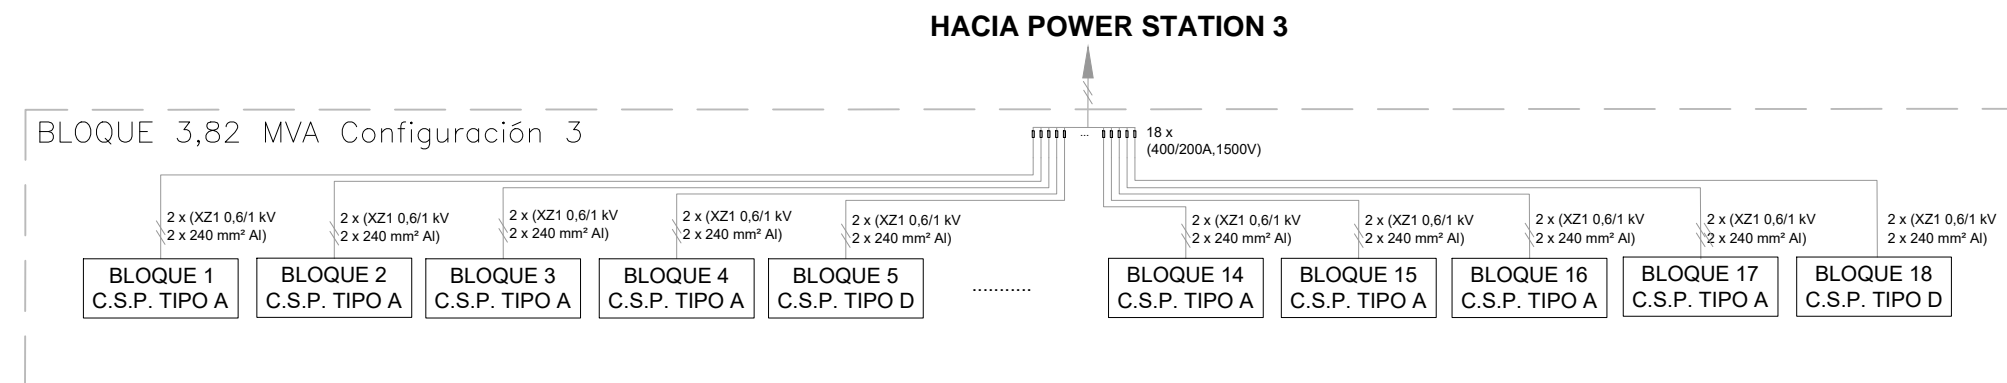 HACIA POWER STATION 3
BLOQUE 3,82 MVA Configuración 3
...
18 x
(400/200A,1500V)
2 x (XZ1 0,6/1 kV
2 x 240 mm² Al)
2 x (XZ1 0,6/1 kV
2 x 240 mm² Al)
2 x (XZ1 0,6/1 kV
2 x 240 mm² Al)
2 x (XZ1 0,6/1 kV
2 x 240 mm² Al)
2 x (XZ1 0,6/1 kV
2 x 240 mm² Al)
2 x (XZ1 0,6/1 kV
2 x 240 mm² Al)
2 x (XZ1 0,6/1 kV
2 x 240 mm² Al)
2 x (XZ1 0,6/1 kV
2 x 240 mm² Al)
2 x (XZ1 0,6/1 kV
2 x 240 mm² Al)
2 x (XZ1 0,6/1 kV
2 x 240 mm² Al)
BLOQUE 1
C.S.P. TIPO A
BLOQUE 2
C.S.P. TIPO A
BLOQUE 3
C.S.P. TIPO A
BLOQUE 4
C.S.P. TIPO A
BLOQUE 5
C.S.P. TIPO D
...........
BLOQUE 14
C.S.P. TIPO A
BLOQUE 15
C.S.P. TIPO A
BLOQUE 16
C.S.P. TIPO A
BLOQUE 17
C.S.P. TIPO A
BLOQUE 18
C.S.P. TIPO D